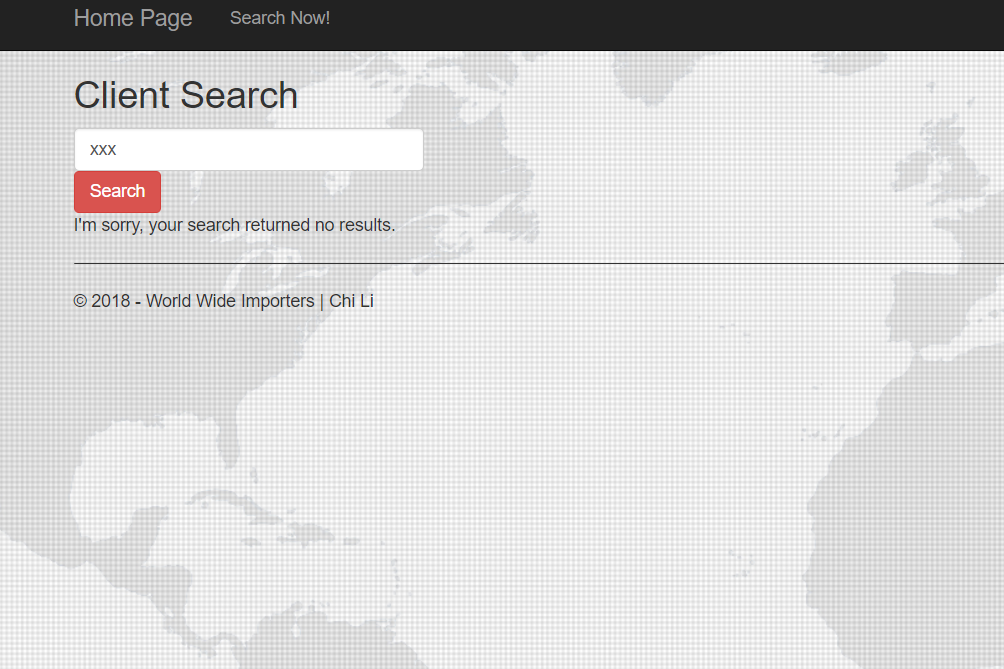 Home Page Search Now!
Client Search
xxx
Search
I'm sorry, your search returned no results.
© 2018 - World Wide Importers | Chi Li